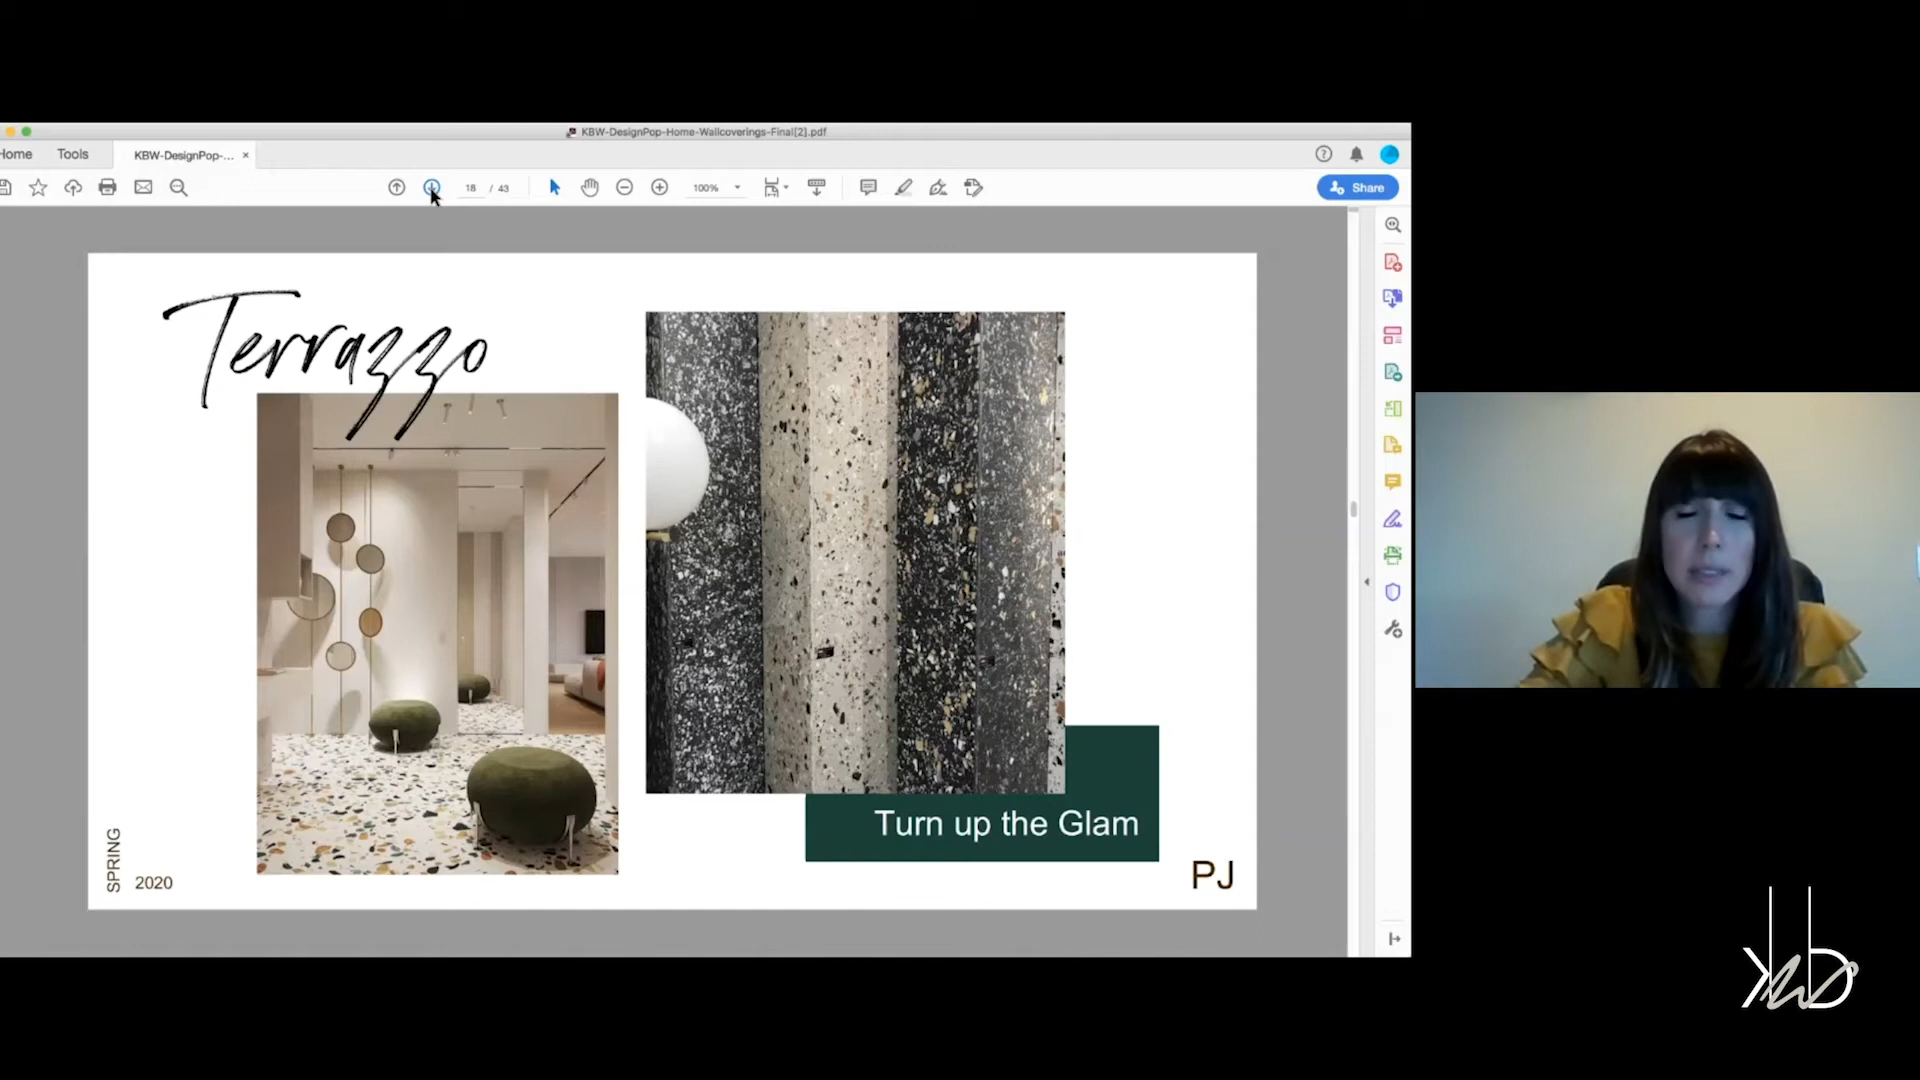 KBW-DesignPop-Home-Wallcoverings-Final[2].pdf
Home
Tools
KBW-DesignPop-...
18 / 43
100%
Share
Terrazzo
Turn up the Glam
SPRING
2020
PJ
kbw